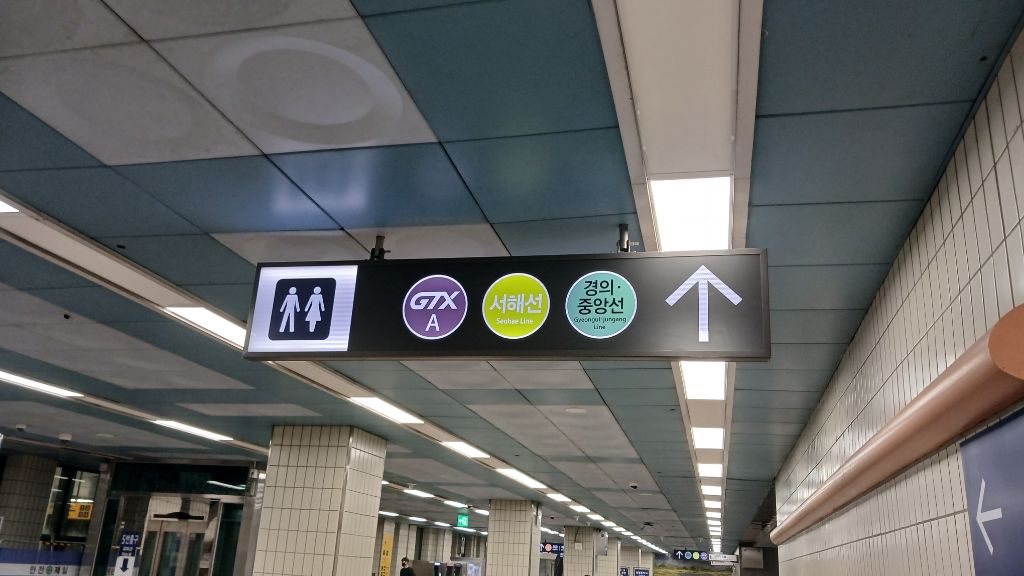 GTX
A
서해선
Seohae Line
경의·
중앙선
Gyeongui·Jungang
Line